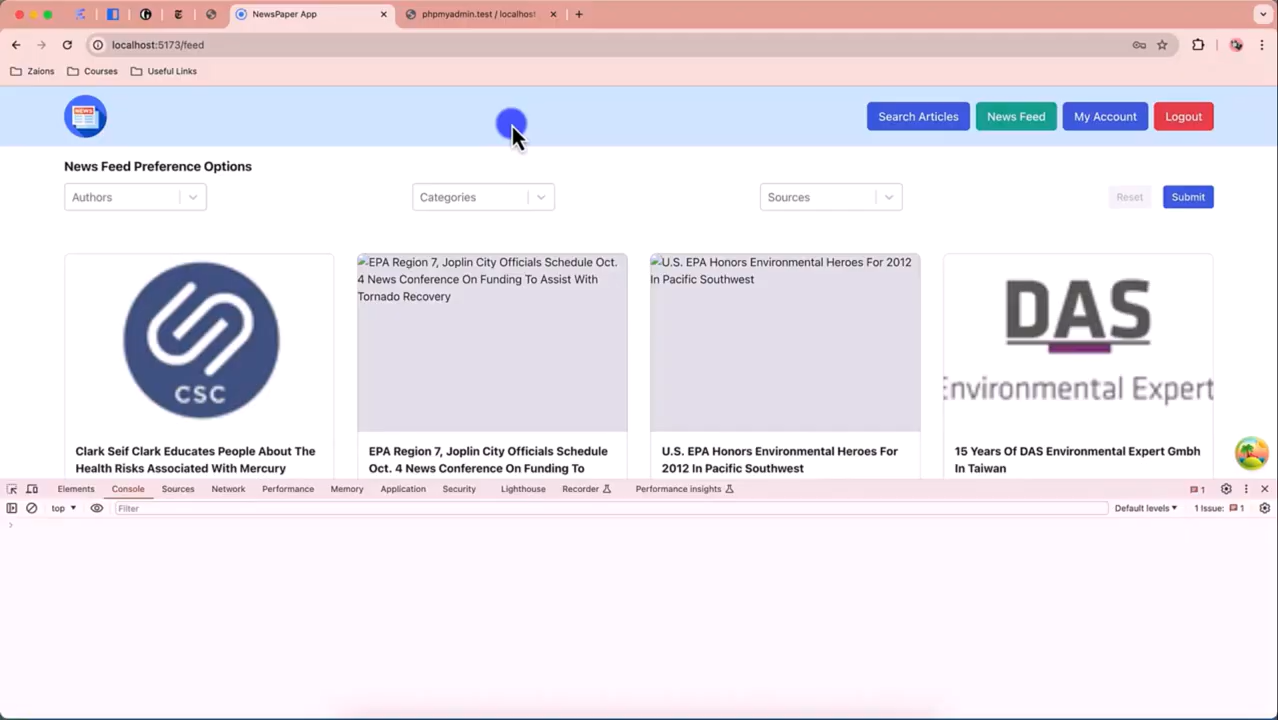 NewsPaper App
phpmyadmin.test / localhost
localhost:5173/feed
Zaions
Courses
Useful Links
NEWS
Search Articles
News Feed
My Account
Logout
News Feed Preference Options
Authors
Categories
Sources
Reset
Submit
CSC
Clark Seif Clark Educates People About The
Health Risks Associated With Mercury
EPA Region 7, Joplin City Officials Schedule Oct.
4 News Conference On Funding To Assist With
Tornado Recovery
EPA Region 7, Joplin City Officials Schedule
Oct. 4 News Conference On Funding To
U.S. EPA Honors Environmental Heroes For 2012
In Pacific Southwest
U.S. EPA Honors Environmental Heroes For
2012 In Pacific Southwest
DAS
Environmental Expert
15 Years Of DAS Environmental Expert Gmbh
In Taiwan
Elements
Console
Sources
Network
Performance
Memory
Application
Security
Lighthouse
Recorder
Performance insights
1
top
Filter
Default levels
1 Issue:
1